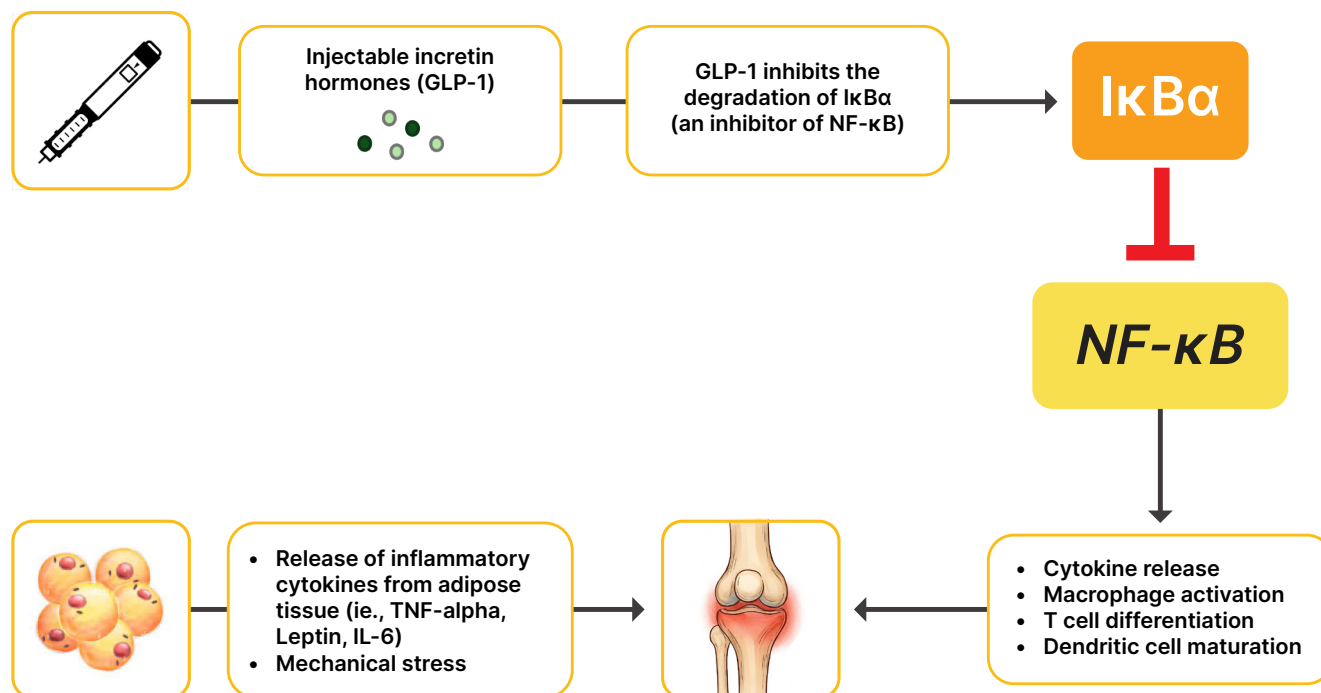 Injectable incretin
hormones (GLP-1)
GLP-1 inhibits the
degradation of IκBα
(an inhibitor of NF-κB)
IκBα
NF-κB
• Release of inflammatory
cytokines from adipose
tissue (ie., TNF-alpha,
Leptin, IL-6)
• Mechanical stress
• Cytokine release
• Macrophage activation
• T cell differentiation
• Dendritic cell maturation